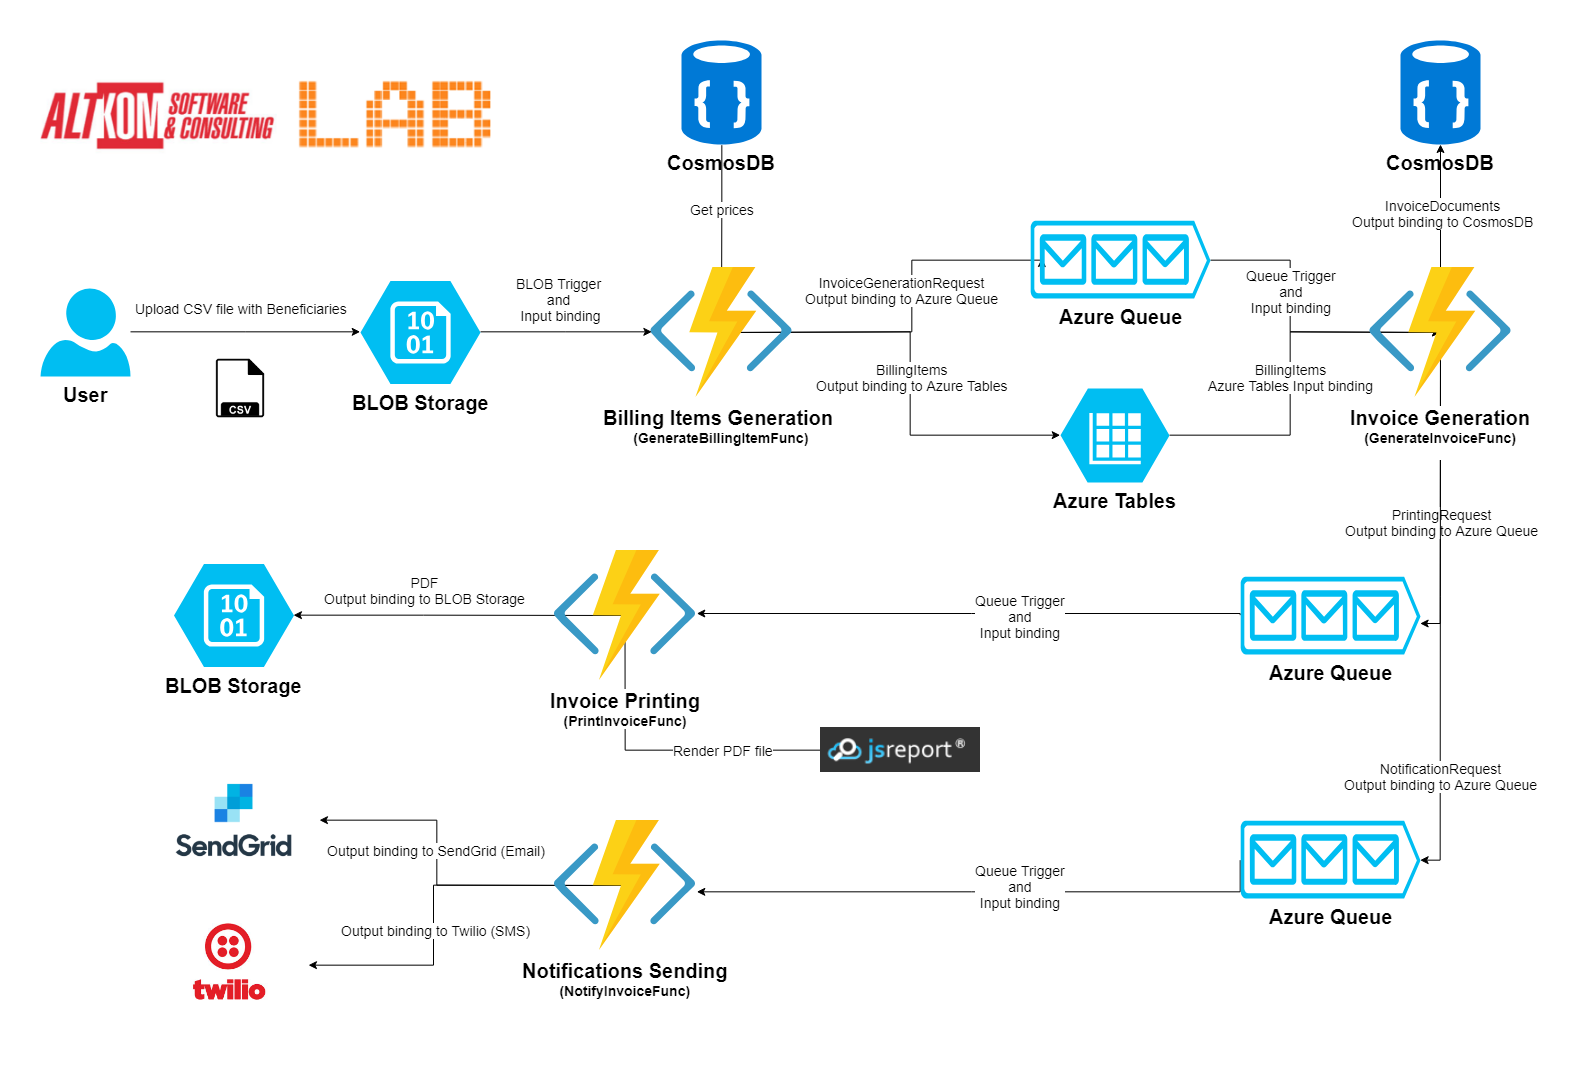 ALTKOM SOFTWARE
& CONSULTING
LAB
{ }
CosmosDB
Get prices
{ }
CosmosDB
InvoiceDocuments
Output binding to CosmosDB
User
Upload CSV file with Beneficiaries
CSV
10
01
BLOB Storage
BLOB Trigger
and
Input binding
Billing Items Generation
(GenerateBillingItemFunc)
InvoiceGenerationRequest
Output binding to Azure Queue
Azure Queue
BillingItems
Output binding to Azure Tables
Azure Tables
Queue Trigger
and
Input binding
BillingItems
Azure Tables Input binding
Invoice Generation
(GenerateInvoiceFunc)
PrintingRequest
Output binding to Azure Queue
Azure Queue
Queue Trigger
and
Input binding
Invoice Printing
(PrintInvoiceFunc)
PDF
Output binding to BLOB Storage
10
01
BLOB Storage
Render PDF file
jsreport ®
NotificationRequest
Output binding to Azure Queue
Azure Queue
Queue Trigger
and
Input binding
Notifications Sending
(NotifyInvoiceFunc)
Output binding to SendGrid (Email)
SendGrid
Output binding to Twilio (SMS)
twilio